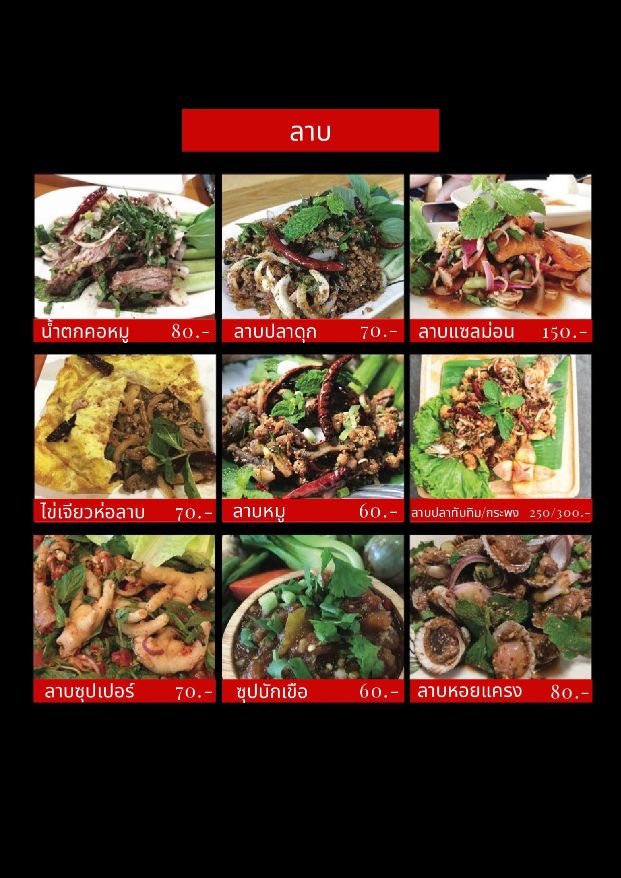 ลาบ
น้ำตกคอหมู 80.-
ลาบปลาดุก 70.-
ลาบแซลม่อน 150.-
ไข่เจียวห่อลาบ 70.-
ลาบหมู 60.-
ลาบปลาทับทิม/กระพง 250/300.-
ลาบซุปเปอร์ 70.-
ซุปบักเขือ 60.-
ลาบหอยแครง 80.-